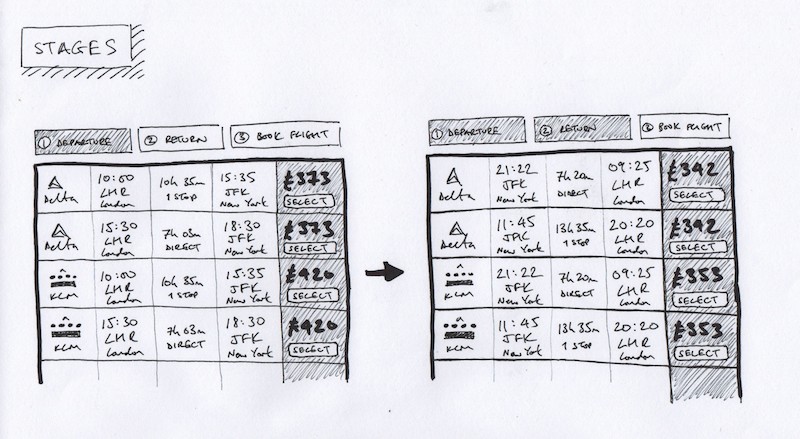 STAGES
① DEPARTURE ② RETURN ③ BOOK FLIGHT
Delta
10:00
LHR
London
10h 35m
1 STOP
15:35
JFK
New York
£373
SELECT
Delta
15:30
LHR
London
7h 03m
DIRECT
18:30
JFK
New York
£373
SELECT
KLM
10:00
LHR
London
10h 35m
1 STOP
15:35
JFK
New York
£420
SELECT
KLM
15:30
LHR
London
7h 03m
DIRECT
18:30
JFK
New York
£420
SELECT
① DEPARTURE ② RETURN ③ BOOK FLIGHT
Delta
21:22
JFK
New York
7h 20m
DIRECT
09:25
LHR
London
£392
SELECT
Delta
11:45
JFK
New York
13h 35m
1 STOP
20:20
LHR
London
£392
SELECT
KLM
21:22
JFK
New York
7h 20m
DIRECT
09:25
LHR
London
£353
SELECT
KLM
11:45
JFK
New York
13h 35m
1 STOP
20:20
LHR
London
£353
SELECT